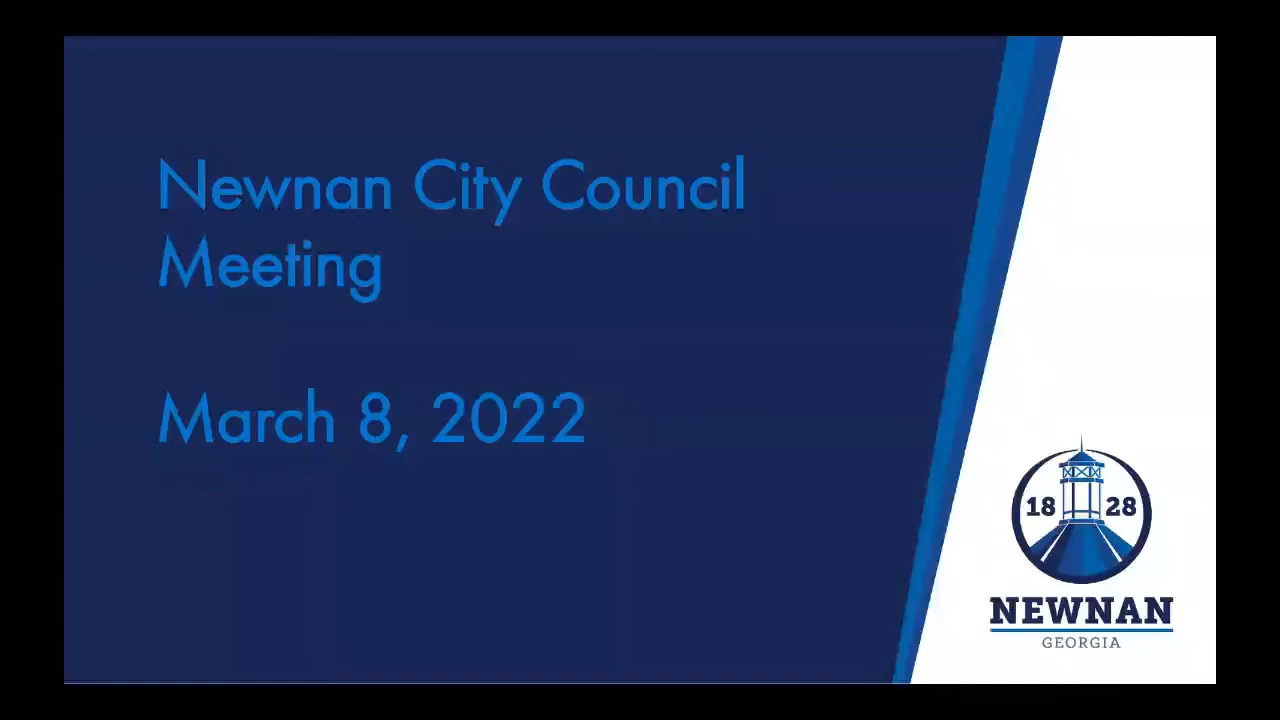 Newnan City Council
Meeting
March 8, 2022
18 28
NEWNAN
GEORGIA